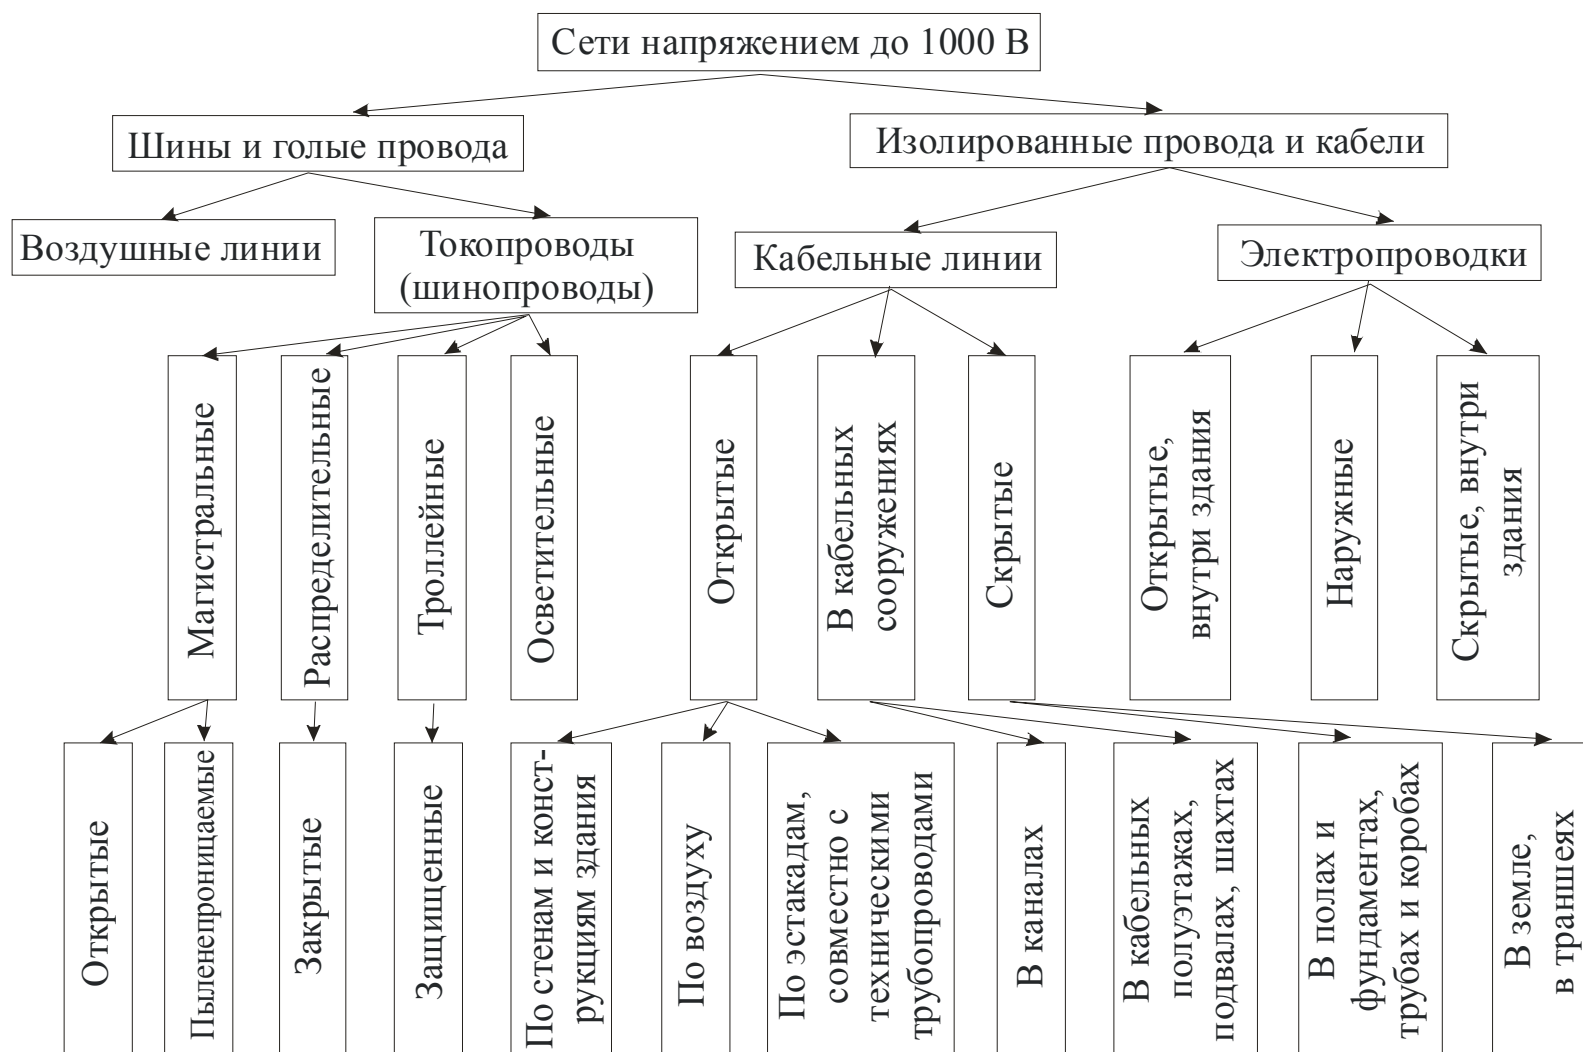 Сети напряжением до 1000 В
Шины и голые провода
Изолированные провода и кабели
Воздушные линии
Токопроводы
(шинопроводы)
Кабельные линии
Электропроводки
Магистральные
Распределительные
Троллейные
Осветительные
Открытые
В кабельных
сооружениях
Скрытые
Открытые,
внутри здания
Наружные
Скрытые, внутри
здания
Открытые
Пыленепроницаемые
Закрытые
Защищенные
По стенам и конст-
рукциям здания
По воздуху
По эстакадам,
совместно с
техническими
трубопроводами
В каналах
В кабельных
полуэтажах,
подвалах, шахтах
В полах и
фундаментах,
трубах и коробах
В земле,
в траншеях